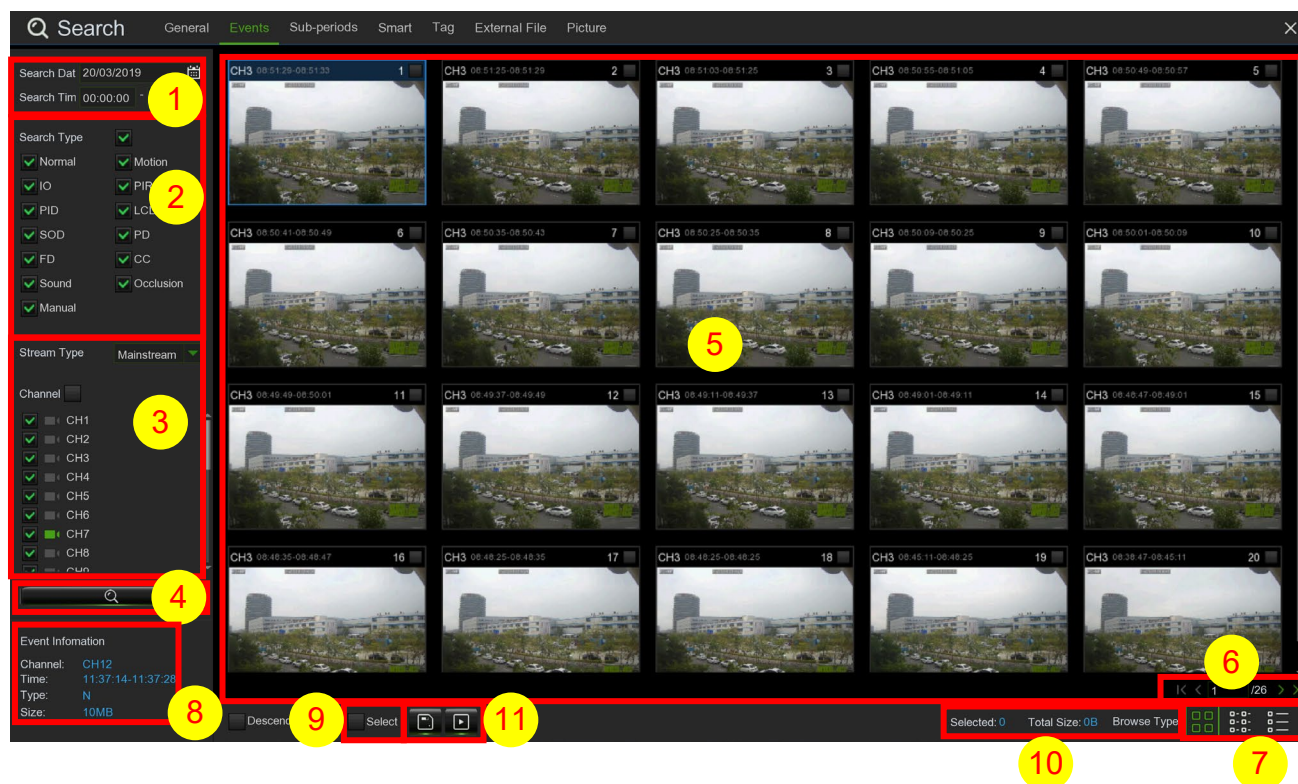 Search General Events Sub-periods Smart Tag External File Picture
Search Dat 20/03/2019
Search Tim 00:00:00 -
1
Search Type
Normal Motion
IO PIR
PID
SOD PD
FD CC
Sound Occlusion
Manual
2
Stream Type Mainstream
Channel
CH1
CH2
CH3
CH4
CH5
CH6
CH7
CH8
CH9
3
4
Event Infomation
Channel: CH12
Time: 11:37:14-11:37:28
Type: N
Size: 10MB
8
CH3 08:51:29-08:51:33 1
CH3 08:51:25-08:51:29 2
CH3 08:51:03-08:51:25 3
CH3 08:50:55-08:51:05 4
CH3 08:50:49-08:50:57 5
CH3 08:50:41-08:50:49 6
CH3 08:50:35-08:50:43 7
CH3 08:50:25-08:50:35 8
CH3 08:50:09-08:50:25 9
CH3 08:50:01-08:50:09 10
5
CH3 08:49:49-08:50:01 11
CH3 08:49:37-08:49:49 12
CH3 08:49:11-08:49:37 13
CH3 08:49:01-08:49:11 14
CH3 08:48:47-08:49:01 15
CH3 08:48:35-08:48:47 16
CH3 08:48:25-08:48:35 17
CH3 08:48:25-08:48:25 18
CH3 08:45:11-08:48:25 19
CH3 08:38:47-08:45:11 20
6
1 /26
Descend
9
Select
11
Selected: 0 Total Size: 0B Browse Type
10
7